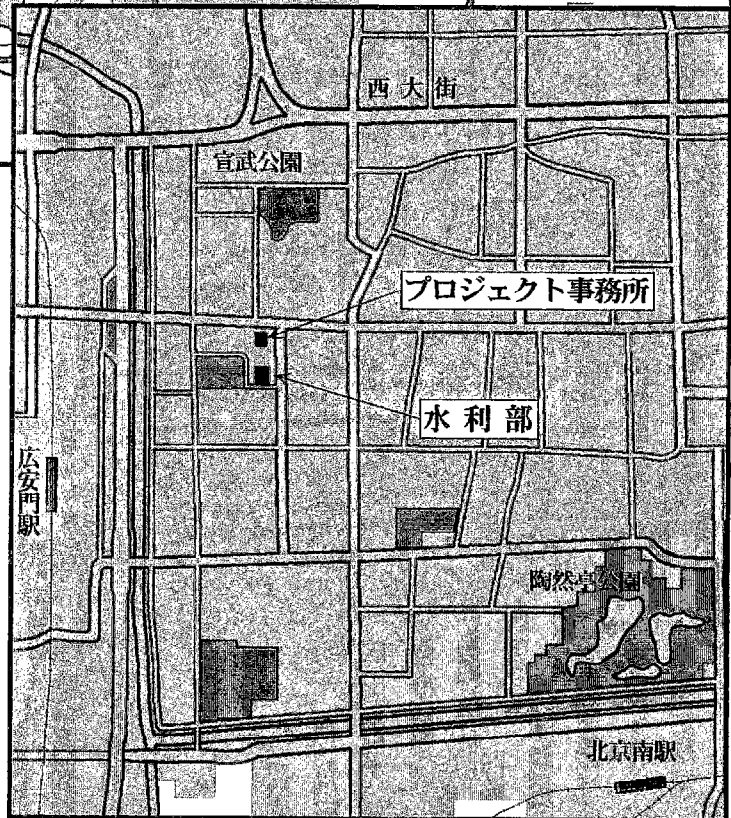 西大街
宣武公園
プロジェクト事務所
水利部
広安門駅
陶然亭公園
北京南駅